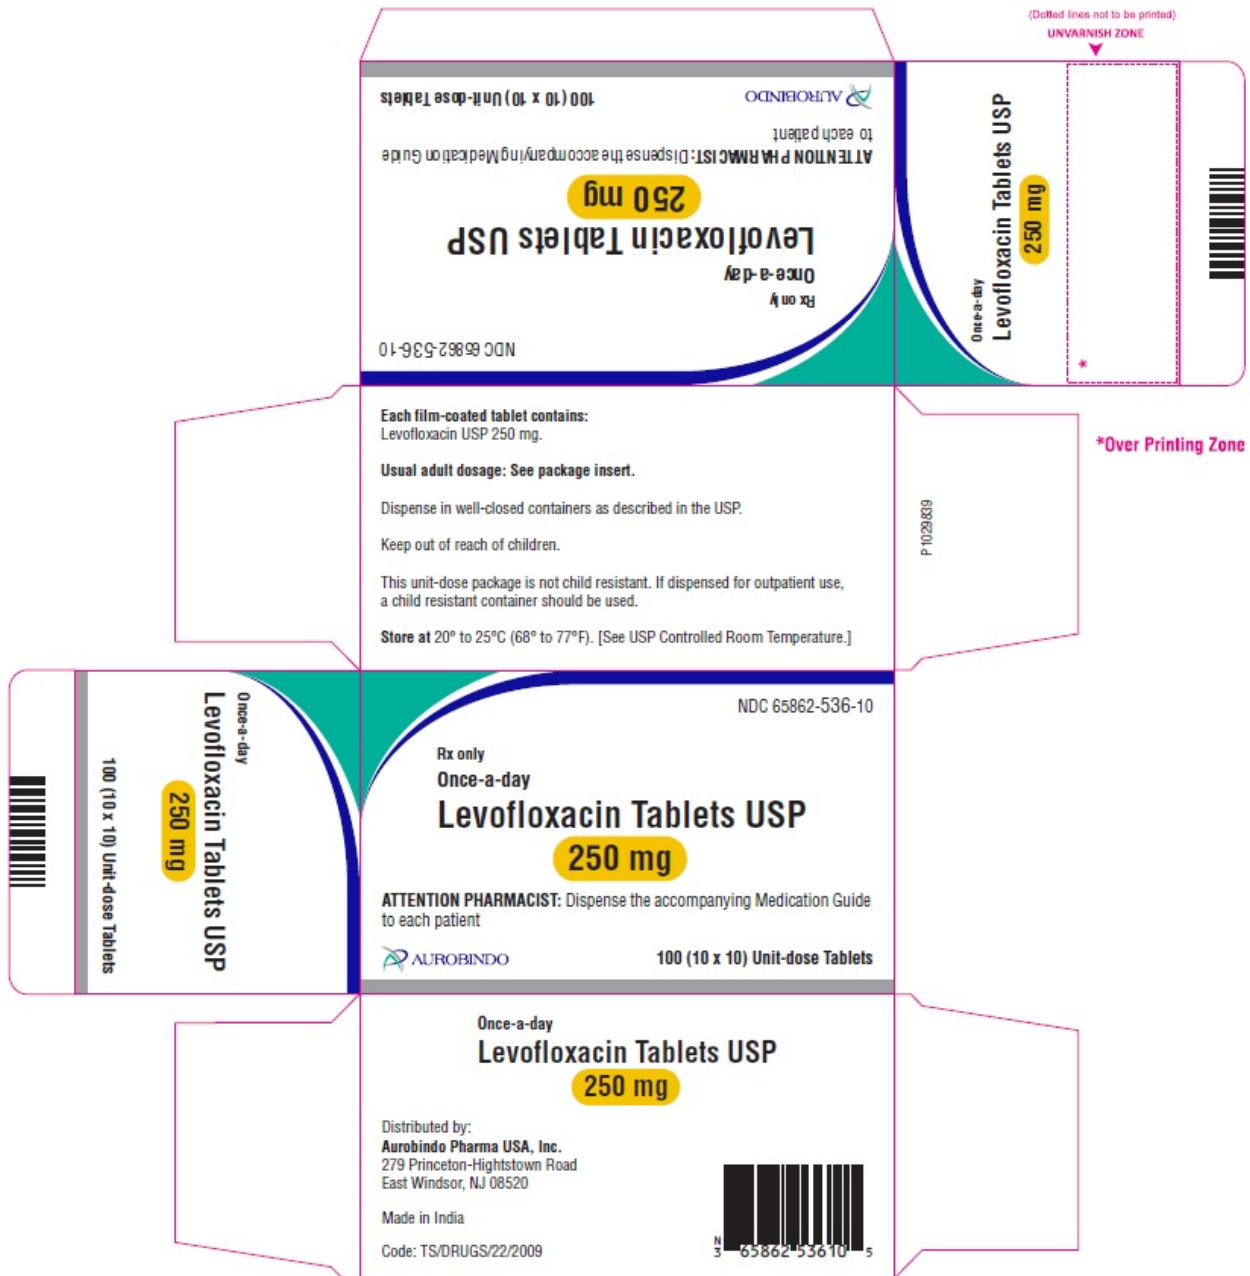 (Dotted lines not to be printed)
UNVARNISH ZONE
NDC 65862-536-10
Rx only
Once-a-day
Levofloxacin Tablets USP
250 mg
ATTENTION PHARMACIST: Dispense the accompanying Medication Guide
to each patient
AUROBINDO
100 (10 x 10) Unit-dose Tablets
Once-a-day
Levofloxacin Tablets USP
250 mg
*
*Over Printing Zone
Each film-coated tablet contains:
Levofloxacin USP 250 mg.
Usual adult dosage: See package insert.
Dispense in well-closed containers as described in the USP.
Keep out of reach of children.
This unit-dose package is not child resistant. If dispensed for outpatient use,
a child resistant container should be used.
Store at 20° to 25°C (68° to 77°F). [See USP Controlled Room Temperature.]
P1029839
Once-a-day
Levofloxacin Tablets USP
250 mg
100 (10 x 10) Unit-dose Tablets
NDC 65862-536-10
Rx only
Once-a-day
Levofloxacin Tablets USP
250 mg
ATTENTION PHARMACIST: Dispense the accompanying Medication Guide
to each patient
AUROBINDO
100 (10 x 10) Unit-dose Tablets
Once-a-day
Levofloxacin Tablets USP
250 mg
Distributed by:
Aurobindo Pharma USA, Inc.
279 Princeton-Hightstown Road
East Windsor, NJ 08520
Made in India
Code: TS/DRUGS/22/2009
N
3 65862 53610 5